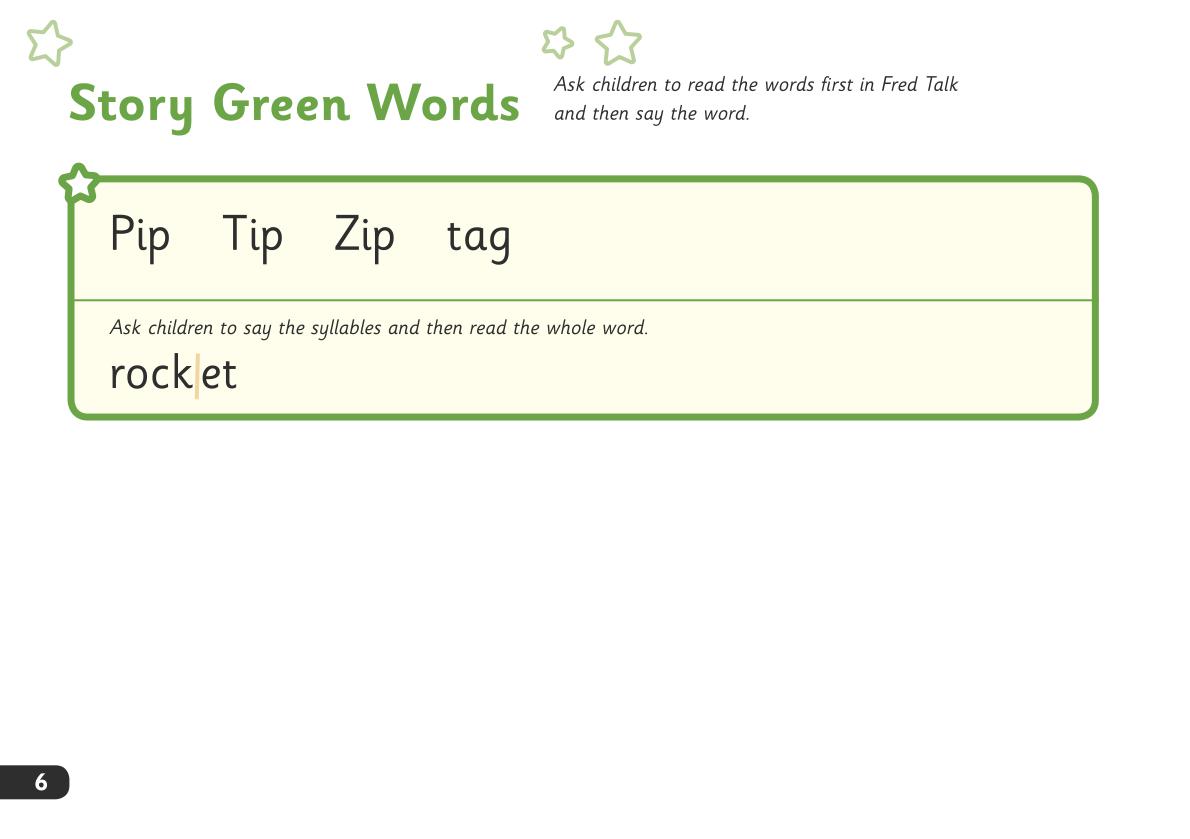 Story Green Words
Ask children to read the words first in Fred Talk
and then say the word.
Pip Tip Zip tag
Ask children to say the syllables and then read the whole word.
rock|et
6